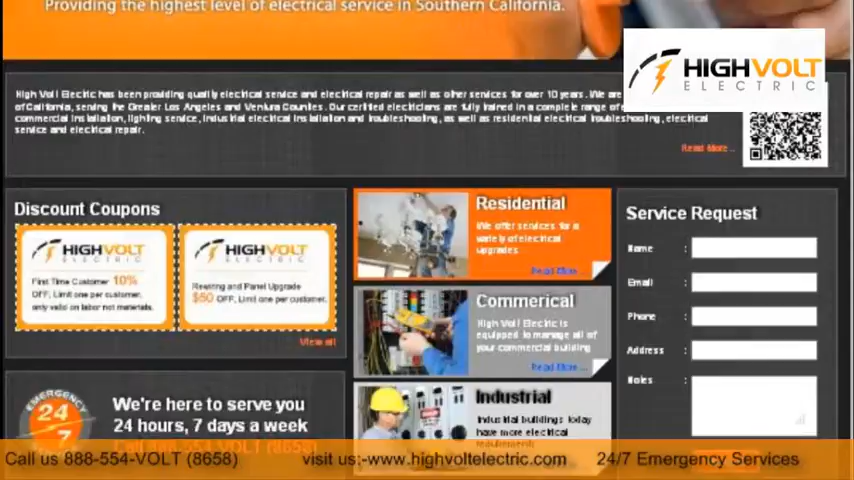 Providing the highest level of electrical service in Southern California.
HIGHVOLT
ELECTRIC
High Volt Electric has been providing quality electrical service and electrical repair as well as other services for over 10 years. We are
of California, serving the Greater Los Angeles and Ventura Counties. Our certified electricians are fully trained in a complete range of
commercial installation, lighting service, industrial electrical installation and troubleshooting, as well as residential electrical troubleshooting, electrical
service and electrical repair.
Read More...
Discount Coupons
HIGHVOLT
ELECTRIC
First Time Customer 10%
OFF, Limit one per customer,
only valid on labor not materials.
HIGHVOLT
ELECTRIC
Rewiring and Panel Upgrade
$50 OFF, Limit one per customer.
View all
Residential
We offer services for a
variety of electrical
upgrades
Read More...
Commerical
High Volt Electric is
equipped to manage all of
your commercial building
Read More...
Industrial
Industrial buildings today
have more electrical
requirements
Service Request
Name :
Email :
Phone :
Address :
Notes :
EMERGENCY
24
7
We're here to serve you
24 hours, 7 days a week
Call us 888-554-VOLT (8658)
visit us:-www.highvoltelectric.com
24/7 Emergency Services